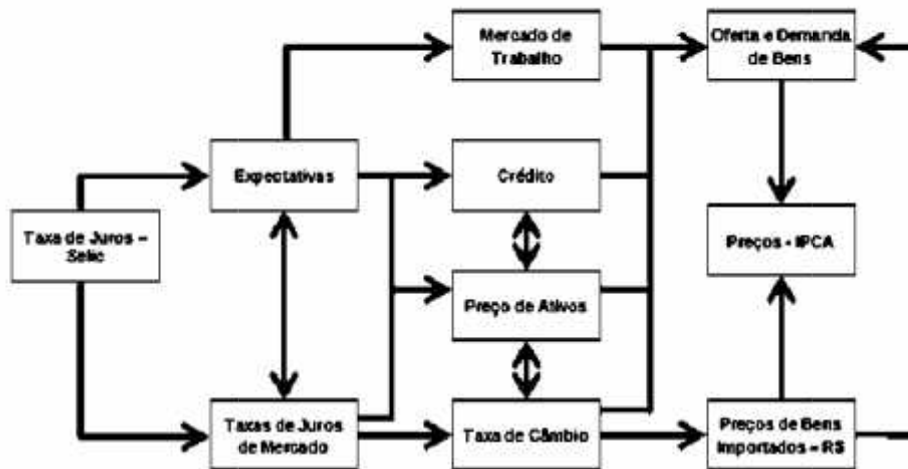 Mercado de
Trabalho
Oferta e Demanda
de Bens
Expectativas
Crédito
Taxa de Juros –
Selic
Preços - IPCA
Preço de Ativos
Taxas de Juros
de Mercado
Taxa de Câmbio
Preços de Bens
Importados – R$